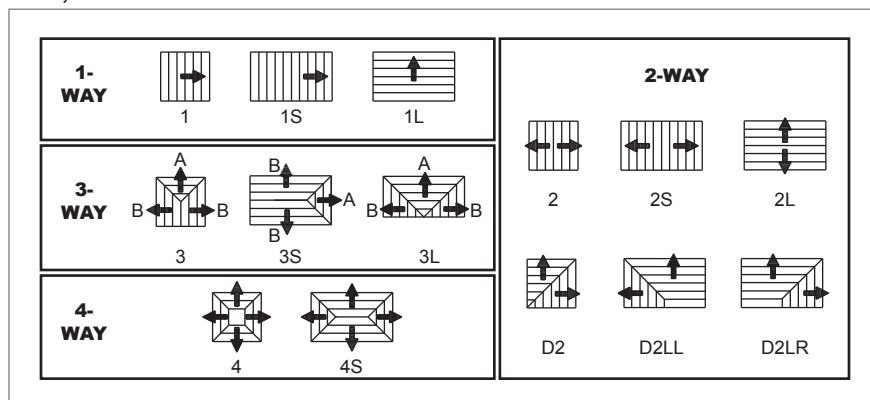 1-
WAY
1 1S 1L
3-
WAY
A
B B
3
B
A
B
3S
A
B B
3L
4-
WAY
4 4S
2-WAY
2 2S 2L
D2 D2LL D2LR